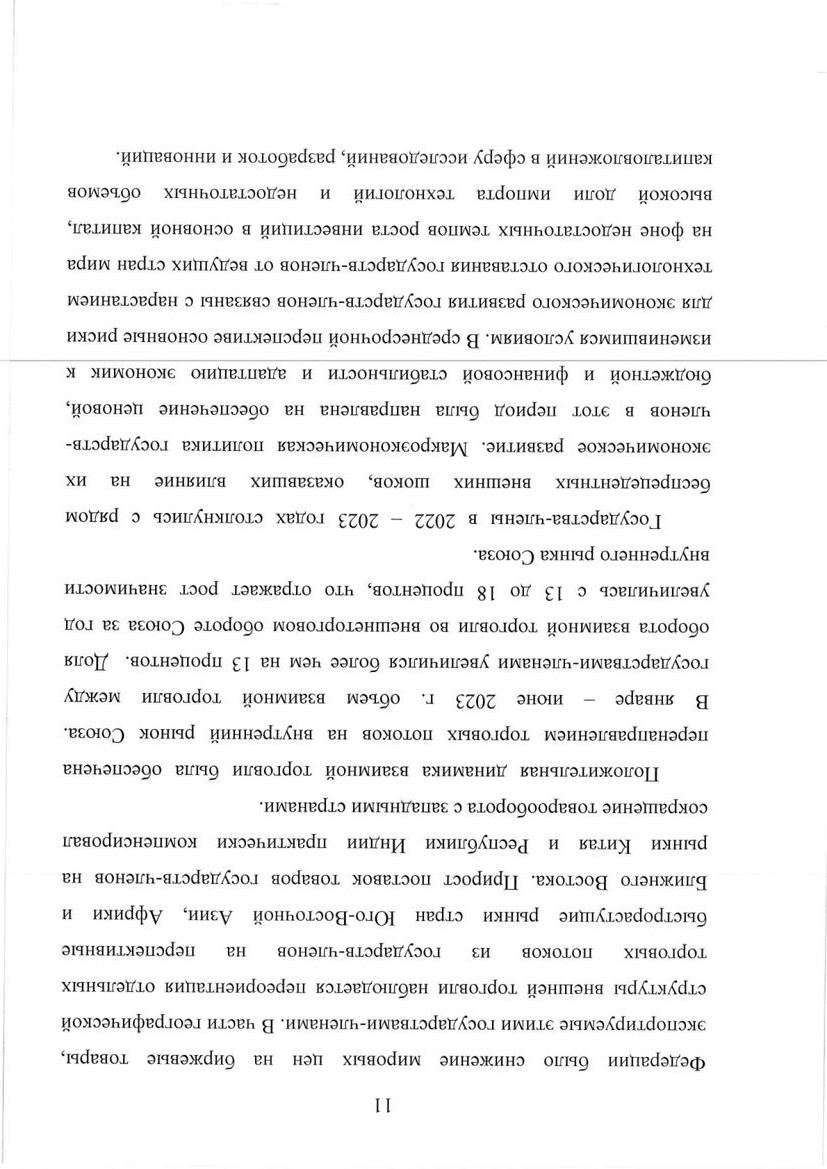 11
Федерации было снижение мировых цен на биржевые товары,
экспортируемые этими государствами-членами. В части географической
структуры внешней торговли наблюдается переориентация отдельных
торговых потоков из государств-членов на перспективные
быстрорастущие рынки стран Юго-Восточной Азии, Африки и
Ближнего Востока. Прирост поставок товаров государств-членов на
рынки Китая и Республики Индии практически компенсировал
сокращение товарооборота с западными странами.
Положительная динамика взаимной торговли была обеспечена
перенаправлением торговых потоков на внутренний рынок Союза.
В январе – июне 2023 г. объем взаимной торговли между
государствами-членами увеличился более чем на 13 процентов. Доля
оборота взаимной торговли во внешнеторговом обороте Союза за год
увеличилась с 13 до 18 процентов, что отражает рост значимости
внутреннего рынка Союза.
Государства-члены в 2022 – 2023 годах столкнулись с рядом
беспрецедентных внешних шоков, оказавших влияние на их
экономическое развитие. Макроэкономическая политика государств-
членов в этот период была направлена на обеспечение ценовой,
бюджетной и финансовой стабильности и адаптацию экономик к
изменившимся условиям. В среднесрочной перспективе основные риски
для экономического развития государств-членов связаны с нарастанием
технологического отставания государств-членов от ведущих стран мира
на фоне недостаточных темпов роста инвестиций в основной капитал,
высокой доли импорта технологий и недостаточных объемов
капиталовложений в сферу исследований, разработок и инноваций.